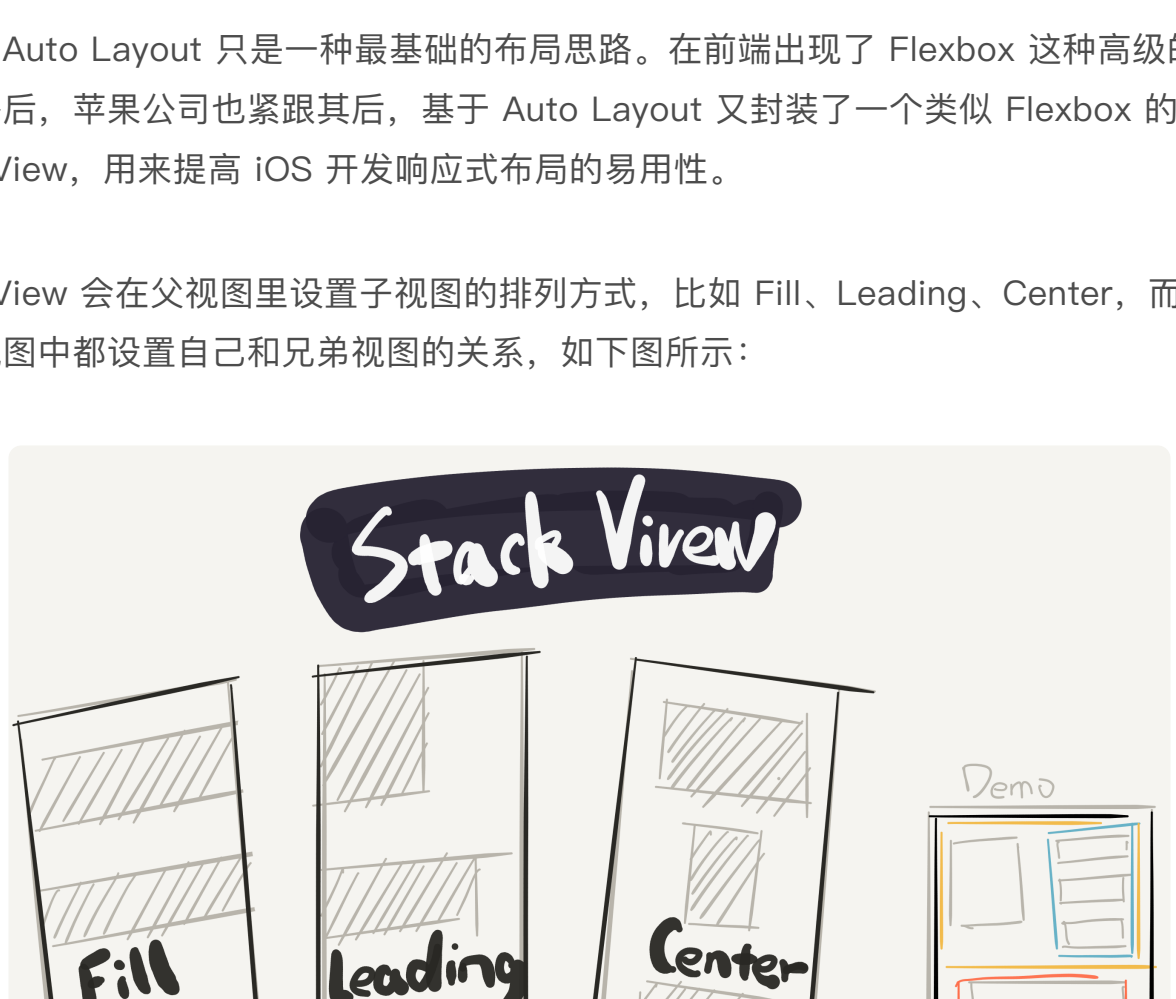 Auto Layout 只是一种最基础的布局思路。在前端出现了 Flexbox 这种高级
后，苹果公司也紧跟其后，基于 Auto Layout 又封装了一个类似 Flexbox 的
View，用来提高 iOS 开发响应式布局的易用性。
View 会在父视图里设置子视图的排列方式，比如 Fill、Leading、Center，而
图中都设置自己和兄弟视图的关系，如下图所示：
Stack Virew
Demo
Fill
Leading
Center